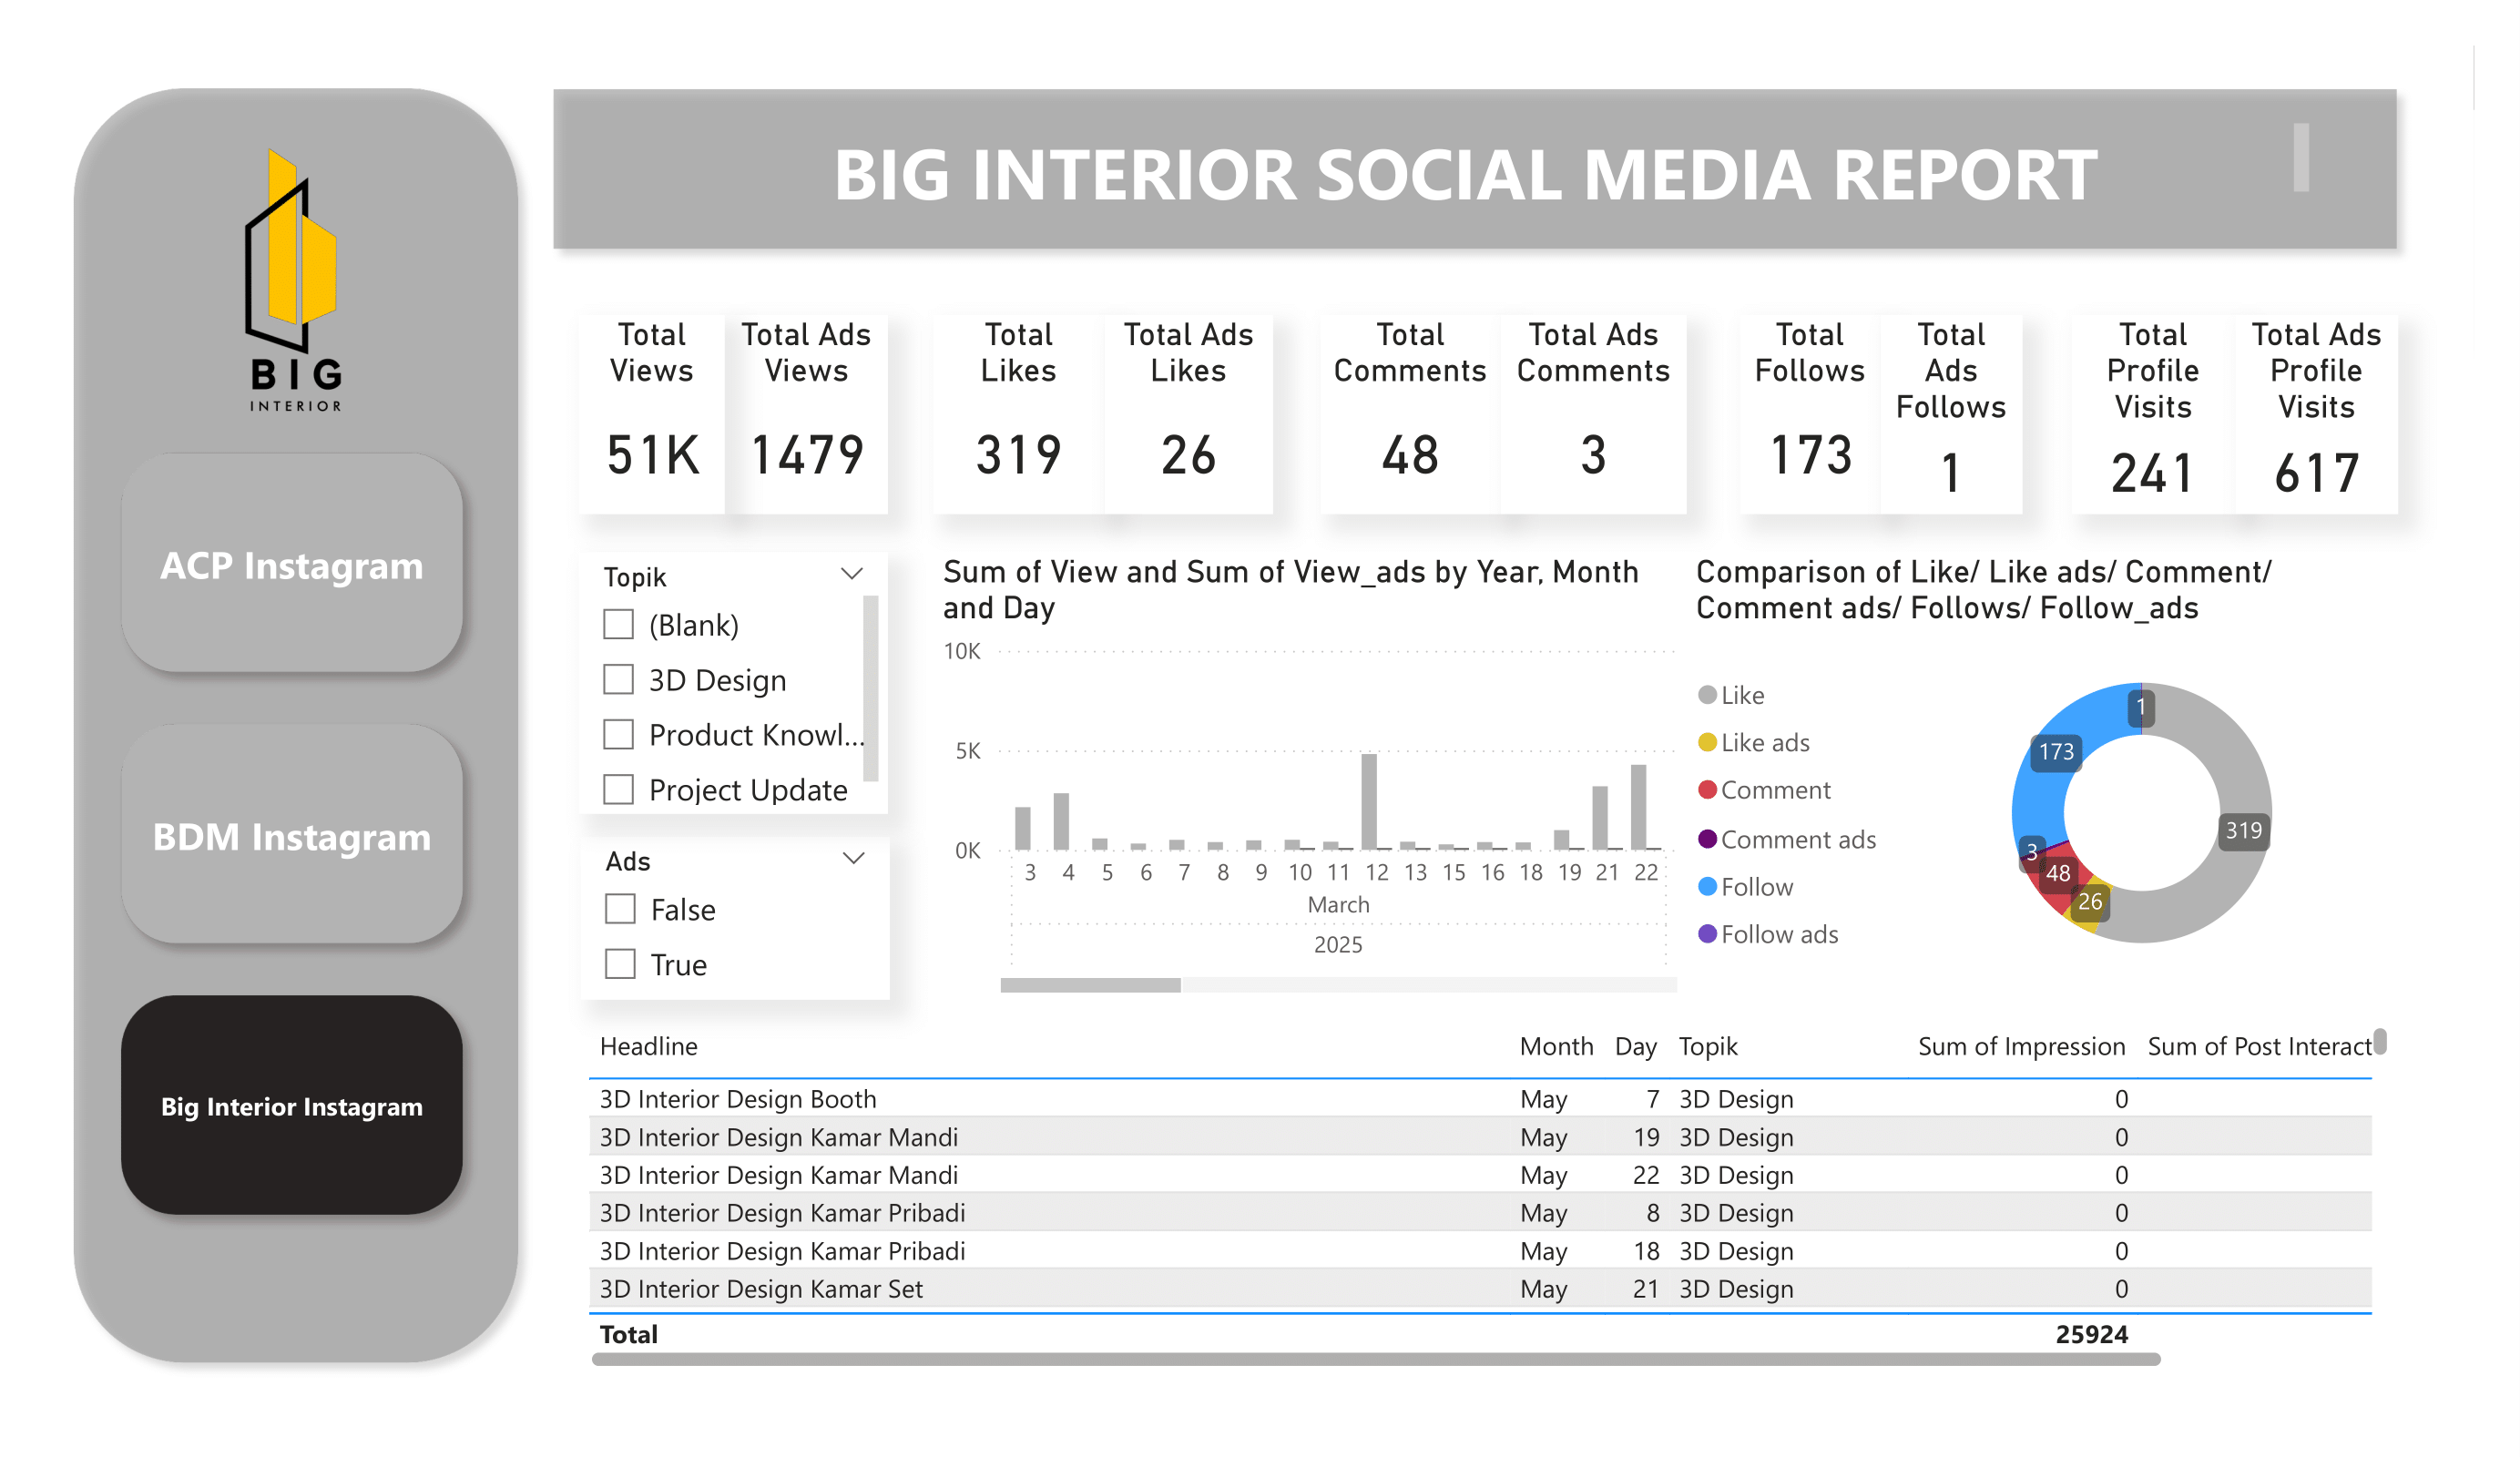 BIG
INTERIOR
ACP Instagram
BDM Instagram
Big Interior Instagram
BIG INTERIOR SOCIAL MEDIA REPORT
Total
Views
51K
Total Ads
Views
1479
Total
Likes
319
Total Ads
Likes
26
Total
Comments
48
Total Ads
Comments
3
Total
Follows
173
Total
Ads
Follows
1
Total
Profile
Visits
241
Total Ads
Profile
Visits
617
Topik
(Blank)
3D Design
Product Knowl...
Project Update
Ads
False
True
Sum of View and Sum of View_ads by Year, Month
and Day
10K
5K
0K
3 4 5 6 7 8 9 10 11 12 13 15 16 18 19 21 22
March
2025
Comparison of Like/ Like ads/ Comment/
Comment ads/ Follows/ Follow_ads
Like
Like ads
Comment
Comment ads
Follow
Follow ads
1
173
319
3
48
26
Headline Month Day Topik Sum of Impression Sum of Post Interact
3D Interior Design Booth May 7 3D Design 0
3D Interior Design Kamar Mandi May 19 3D Design 0
3D Interior Design Kamar Mandi May 22 3D Design 0
3D Interior Design Kamar Pribadi May 8 3D Design 0
3D Interior Design Kamar Pribadi May 18 3D Design 0
3D Interior Design Kamar Set May 21 3D Design 0
Total 25924